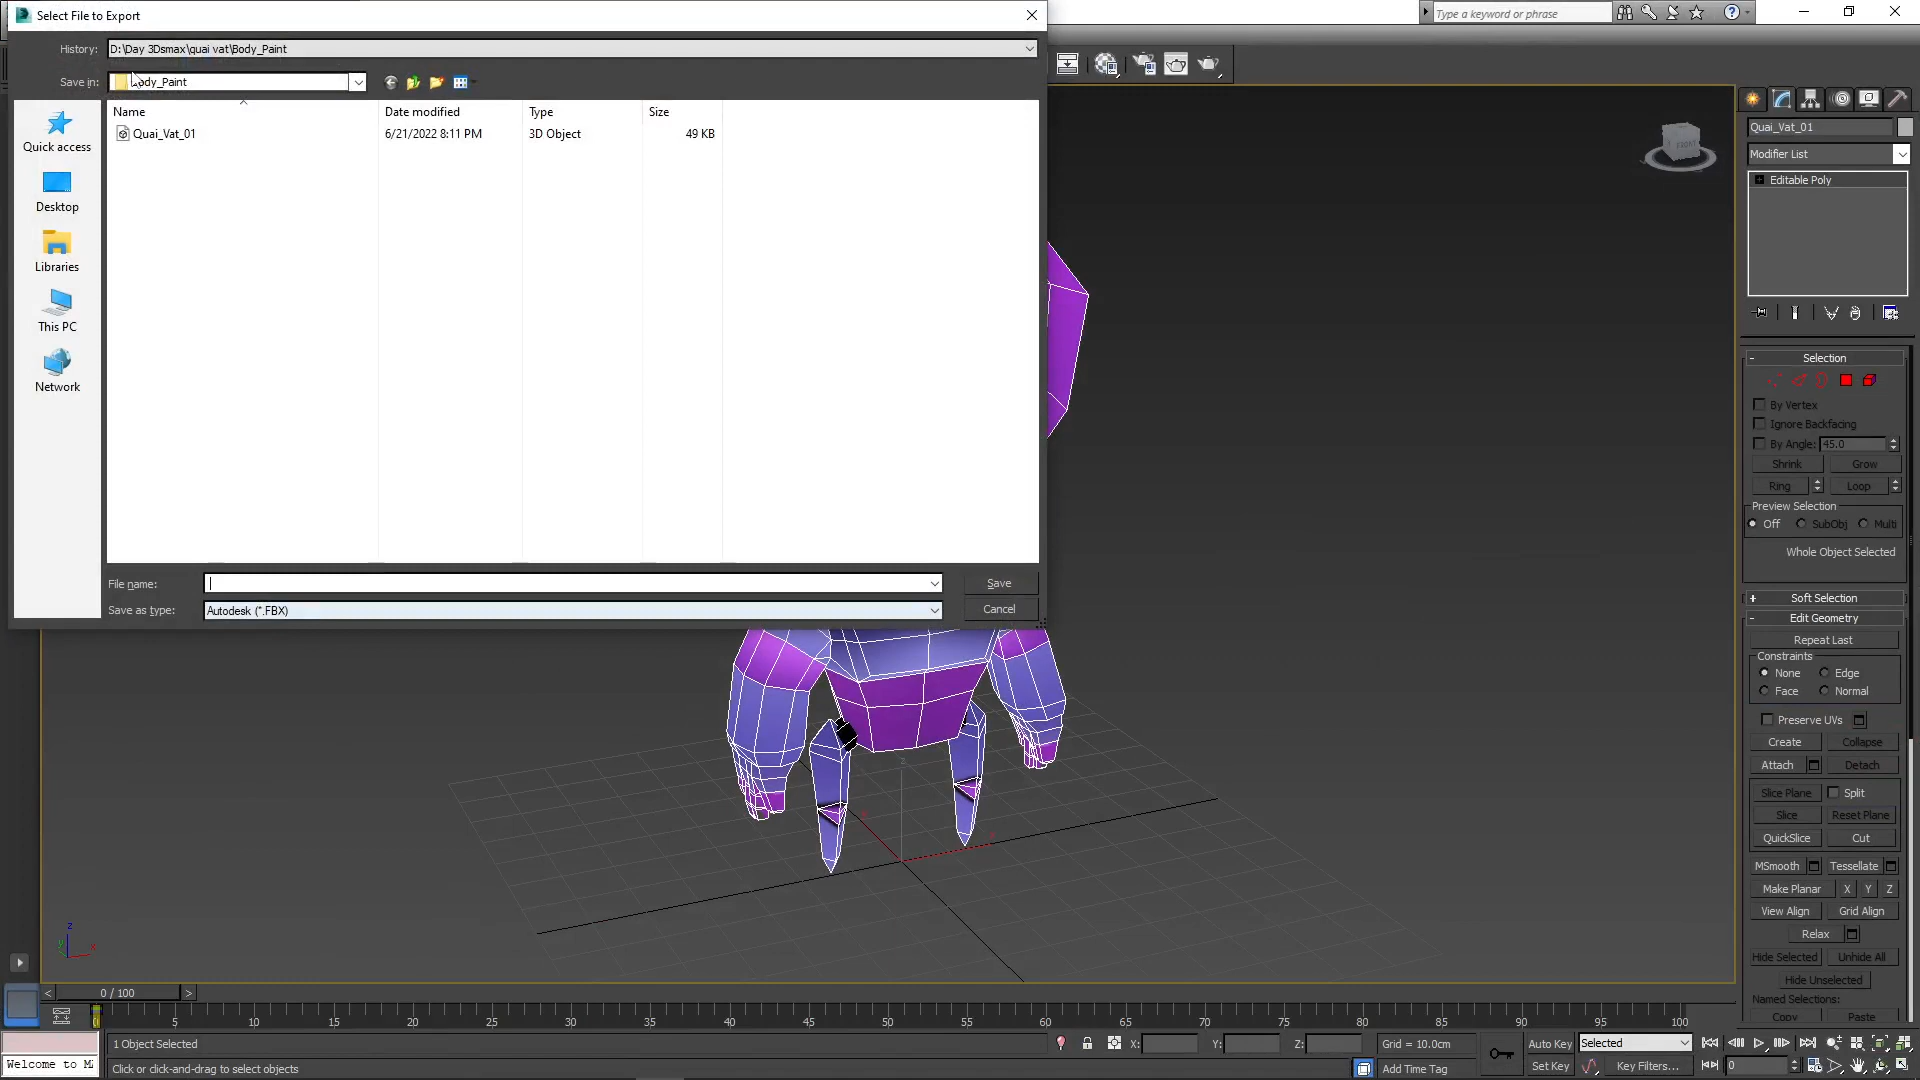 Select File to Export
Type a keyword or phrase
History: D:\Day 3Dsmax\quai vat\Body_Paint
Save in: Body_Paint
Name Date modified Type Size
Quai_Vat_01 6/21/2022 8:11 PM 3D Object 49 KB
Quick access
Desktop
Libraries
This PC
Network
File name: Save
Save as type: Autodesk (*.FBX) Cancel
FRONT
Quai_Vat_01
Modifier List
Editable Poly
Selection
By Vertex
Ignore Backfacing
By Angle: 45.0
Shrink Grow
Ring Loop
Preview Selection
Off SubObj Multi
Whole Object Selected
Soft Selection
Edit Geometry
Repeat Last
Constraints
None Edge
Face Normal
Preserve UVs
Create Collapse
Attach Detach
Slice Plane Split
Slice Reset Plane
QuickSlice Cut
MSmooth Tessellate
Make Planar X Y Z
View Align Grid Align
Relax
Hide Selected Unhide All
Hide Unselected
Named Selections:
Copy Paste
z
x
z
y x
< 0 / 100 >
5 10 15 20 25 30 35 40 45 50 55 60 65 70 75 80 85 90 95 100
1 Object Selected X: Y: Z: Grid = 10.0cm Auto Key Selected
Welcome to M
Click or click-and-drag to select objects Add Time Tag Set Key Key Filters... 0